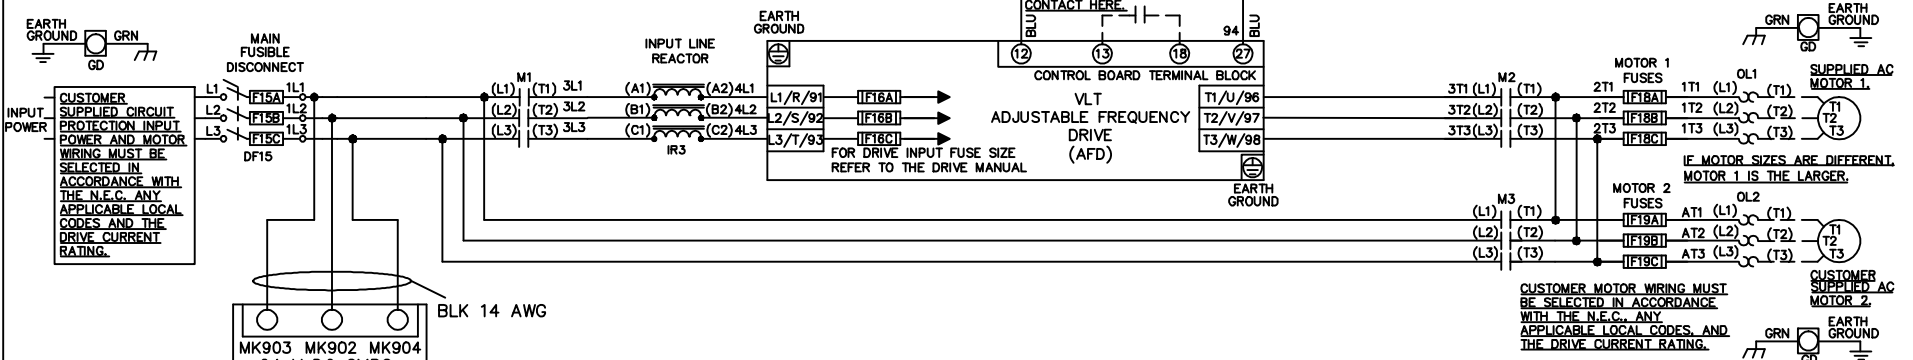 EARTH
GROUND
GRN
GD
MAIN
FUSIBLE
DISCONNECT
L1
L2
L3
F15A
F15B
F15C
1L1
1L2
1L3
DF15
INPUT
POWER
CUSTOMER
SUPPLIED CIRCUIT
PROTECTION INPUT
POWER AND MOTOR
WIRING MUST BE
SELECTED IN
ACCORDANCE WITH
THE N.E.C. ANY
APPLICABLE LOCAL
CODES AND THE
DRIVE CURRENT
RATING.
BLK 14 AWG
MK903 MK902 MK904
M1
(L1) (T1) 3L1
(L2) (T2) 3L2
(L3) (T3) 3L3
INPUT LINE
REACTOR
(A1) (A2) 4L1
(B1) (B2) 4L2
(C1) (C2) 4L3
IR3
EARTH
GROUND
L1/R/91
L2/S/92
L3/T/93
F16A
F16B
F16C
FOR DRIVE INPUT FUSE SIZE
REFER TO THE DRIVE MANUAL
CONTACT HERE.
BLU
94
BLU
12
13
18
27
CONTROL BOARD TERMINAL BLOCK
VLT
ADJUSTABLE FREQUENCY
DRIVE
(AFD)
T1/U/96
T2/V/97
T3/W/98
EARTH
GROUND
M2
3T1 (L1) (T1)
3T2 (L2) (T2)
3T3 (L3) (T3)
M3
(L1) (T1)
(L2) (T2)
(L3) (T3)
MOTOR 1
FUSES
2T1
2T2
2T3
F18A
F18B
F18C
1T1 (L1)
1T2 (L2)
1T3 (L3)
OL1
(T1)
(T2)
(T3)
GRN
GD
EARTH
GROUND
SUPPLIED AC
MOTOR 1.
T1
T2
T3
IF MOTOR SIZES ARE DIFFERENT,
MOTOR 1 IS THE LARGER.
MOTOR 2
FUSES
F19A
F19B
F19C
AT1 (L1)
AT2 (L2)
AT3 (L3)
OL2
(T1)
(T2)
(T3)
T1
T2
T3
CUSTOMER
SUPPLIED AC
MOTOR 2.
CUSTOMER MOTOR WIRING MUST
BE SELECTED IN ACCORDANCE
WITH THE N.E.C., ANY
APPLICABLE LOCAL CODES, AND
THE DRIVE CURRENT RATING.
GRN
GD
EARTH
GROUND